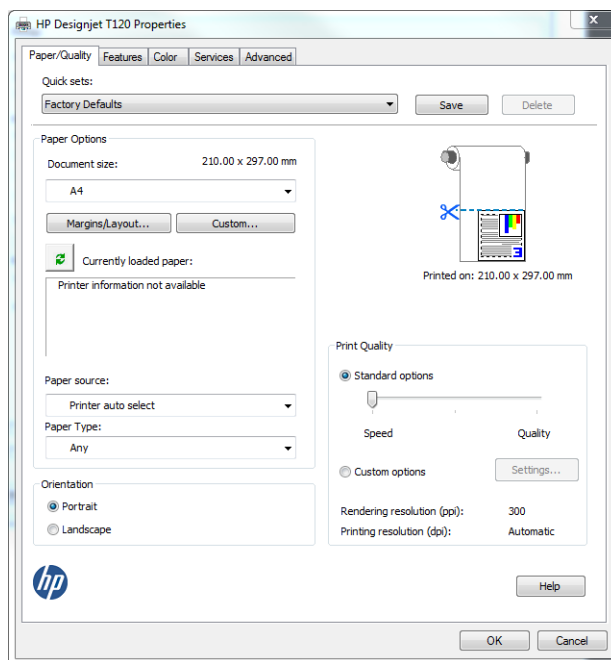 HP Designjet T120 Properties
x
Paper/Quality Features Color Services Advanced
Quick sets:
Factory Defaults Save Delete
Paper Options
Document size: 210.00 x 297.00 mm
A4
Margins/Layout... Custom...
Currently loaded paper:
Printer information not available
Printed on: 210.00 x 297.00 mm
Paper source:
Printer auto select
Paper Type:
Any
Print Quality
Standard options
Speed Quality
Custom options Settings...
Rendering resolution (ppi): 300
Printing resolution (dpi): Automatic
Orientation
Portrait
Landscape
hp
Help
OK Cancel
3